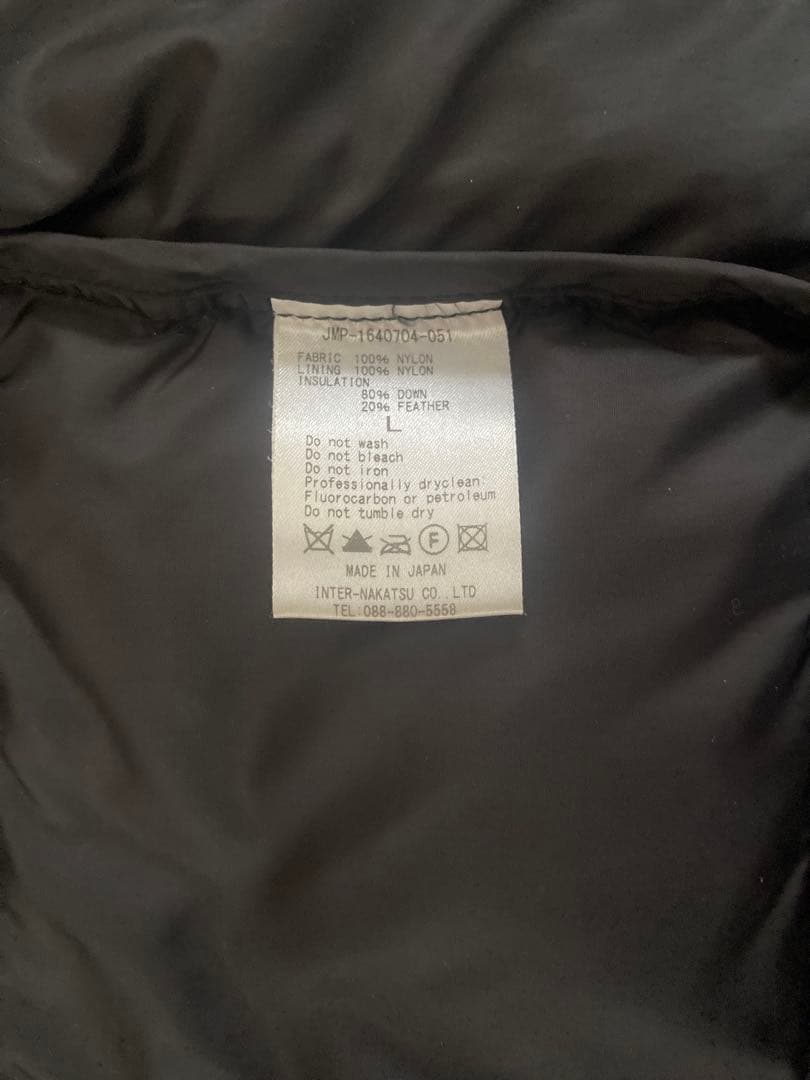 JMP-1640704-051
FABRIC 100% NYLON
LINING 100% NYLON
INSULATION
80% DOWN
20% FEATHER
L
Do not wash
Do not bleach
Do not iron
Professionally dryclean:
Fluorocarbon or petroleum
Do not tumble dry
F
MADE IN JAPAN
INTER-NAKATSU CO.,LTD
TEL:088-880-5558